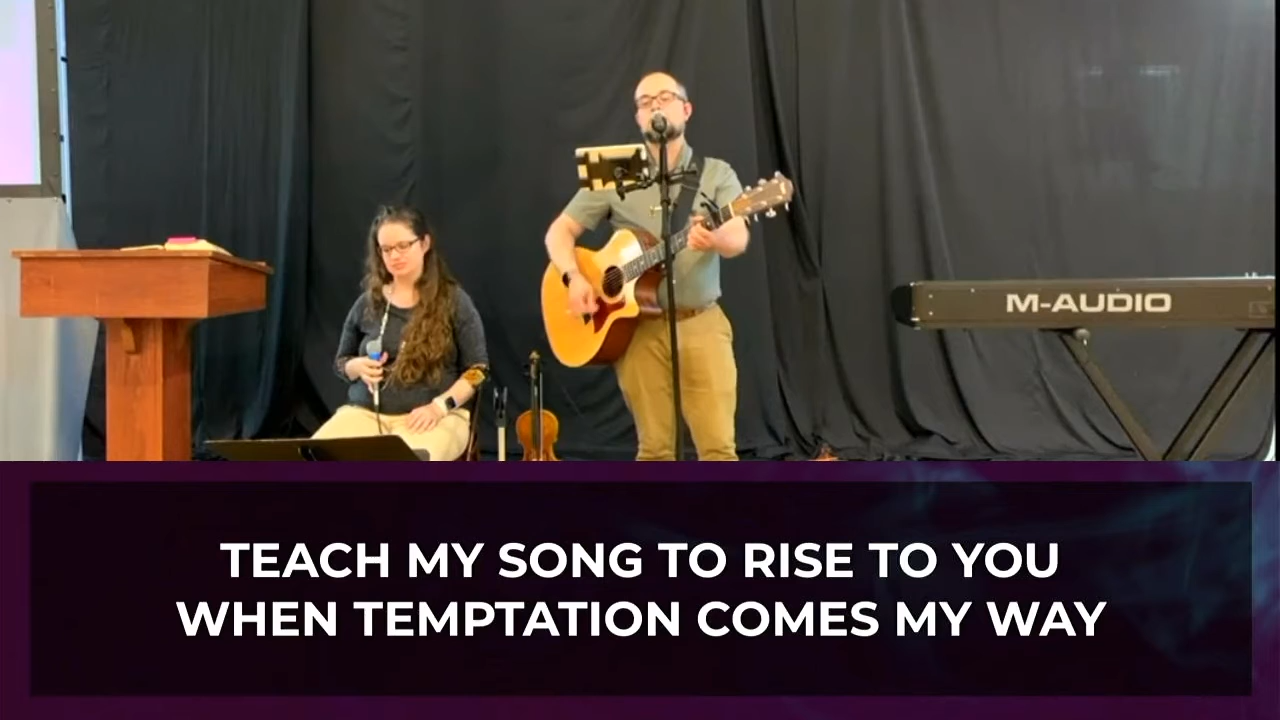 M-AUDIO
TEACH MY SONG TO RISE TO YOU
WHEN TEMPTATION COMES MY WAY